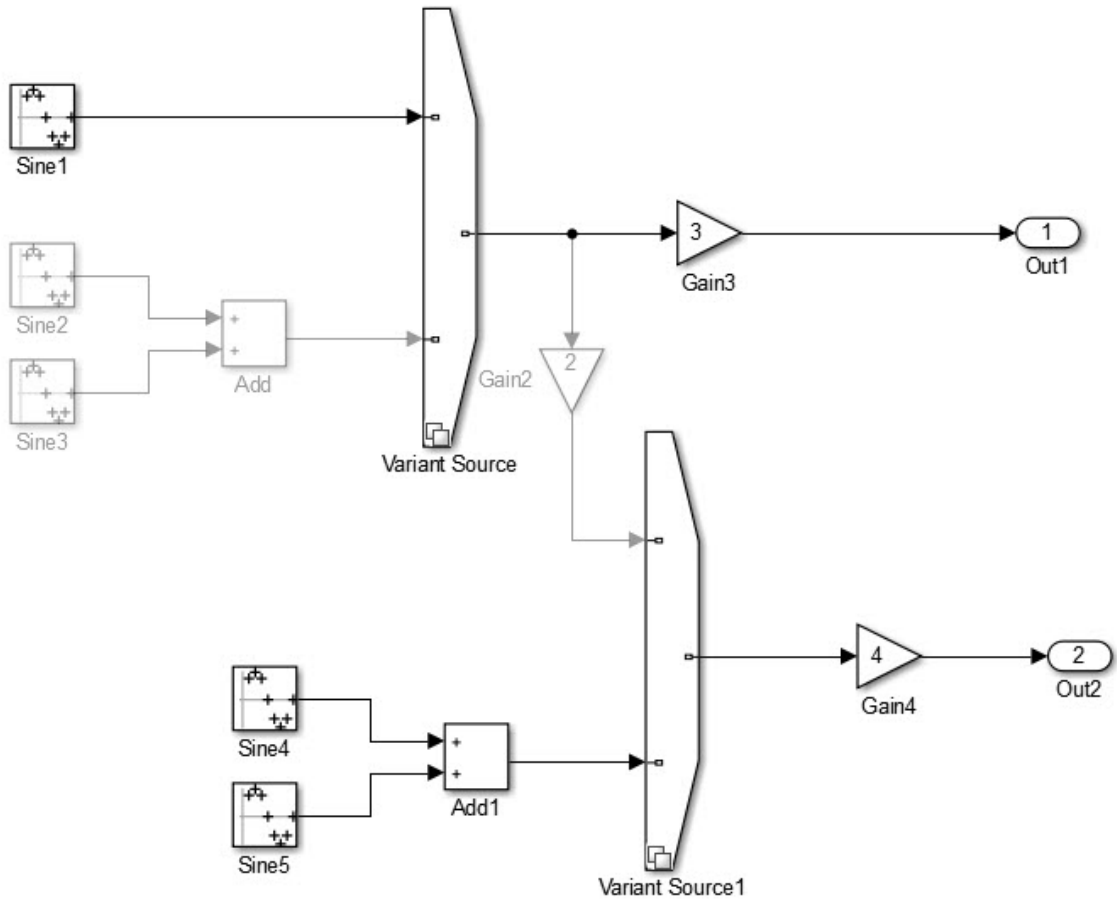 Sine1
3
1
Gain3
Out1
Sine2
+
+
Add
Sine3
Gain2
2
Variant Source
4
2
Gain4
Out2
Sine4
+
+
Add1
Sine5
Variant Source1